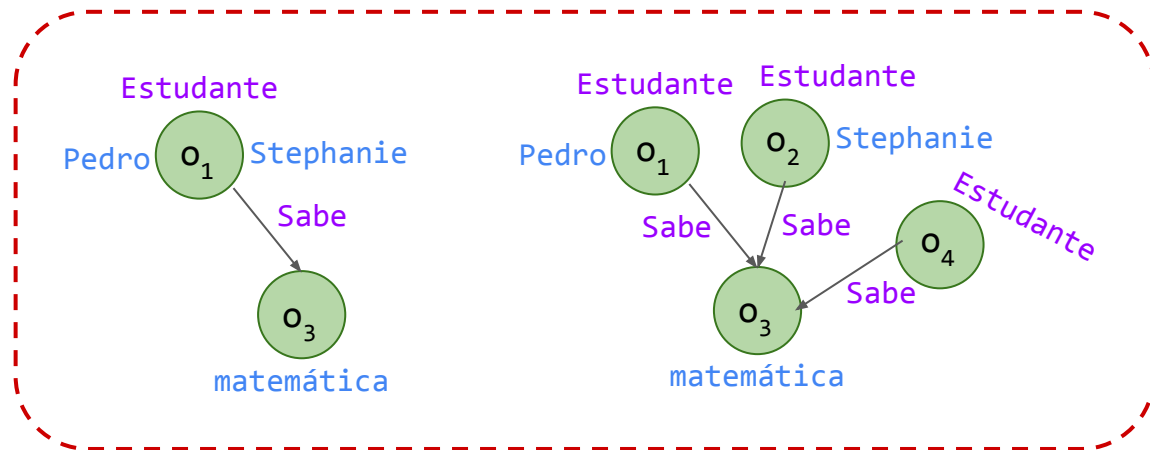 Estudante
Pedro
o1
Stephanie
Sabe
o3
matemática
Estudante
Estudante
Pedro
o1
o2
Stephanie
Sabe
Sabe
Estudante
o4
Sabe
o3
matemática